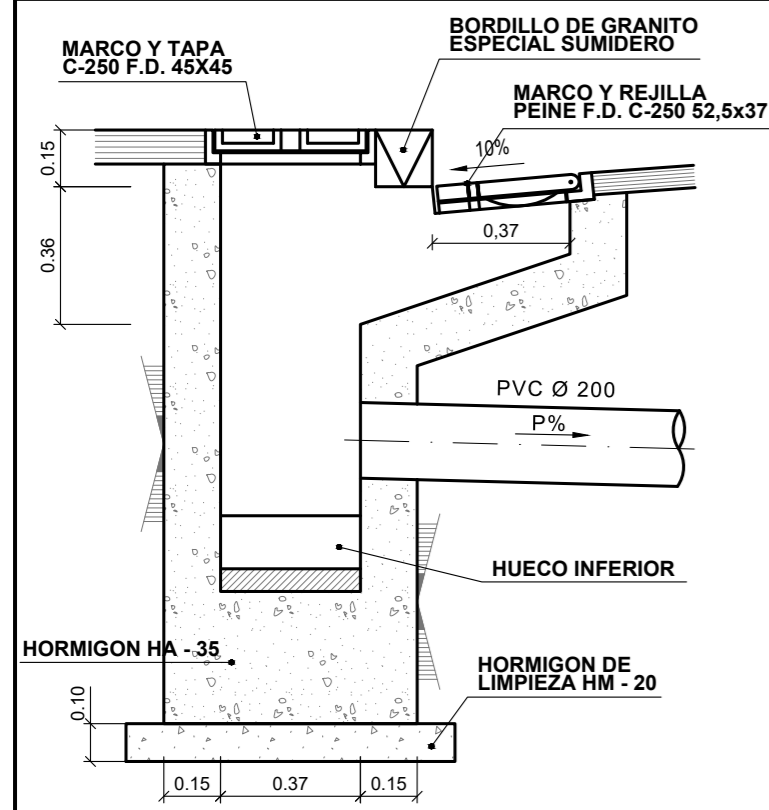 BORDILLO DE GRANITO
ESPECIAL SUMIDERO
MARCO Y TAPA
C-250 F.D. 45X45
MARCO Y REJILLA
PEINE F.D. C-250 52,5x37
10%
0.15
0.36
0,37
PVC Ø 200
P%
HUECO INFERIOR
HORMIGON HA - 35
HORMIGON DE
LIMPIEZA HM - 20
0.10
0.15 0.37 0.15